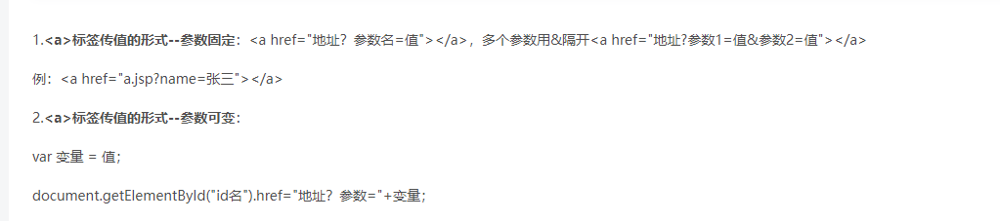 1.<a>标签传值的形式--参数固定：<a href="地址？参数名=值"></a>，多个参数用&隔开<a href="地址?参数1=值&参数2=值"></a>
例：<a href="a.jsp?name=张三"></a>
2.<a>标签传值的形式--参数可变：
var 变量 = 值；
document.getElementById("id名").href="地址？参数="+变量；